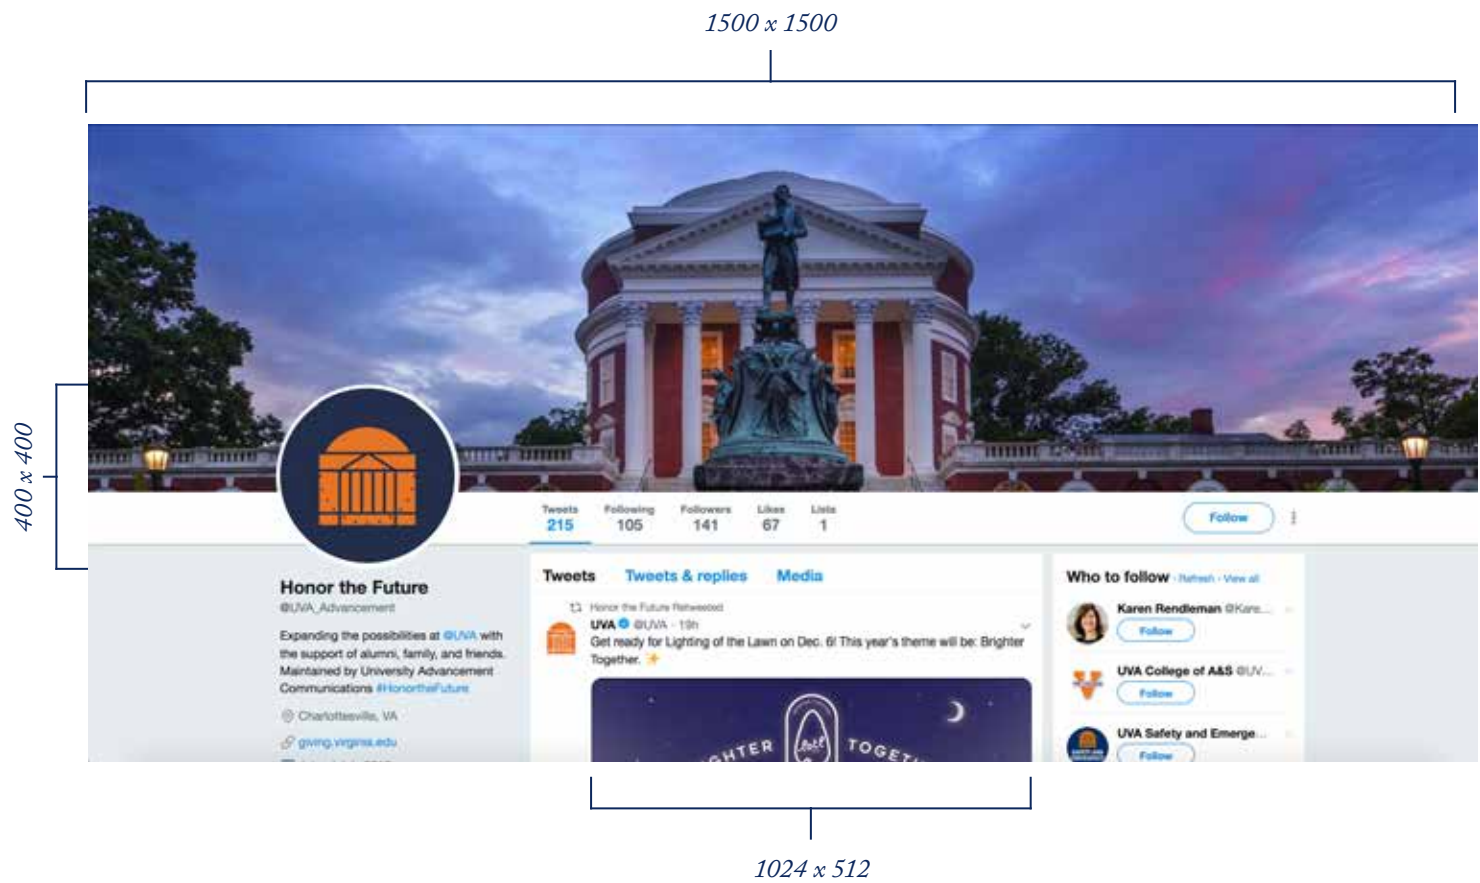 1500 x 1500
400 x 400
Tweets Following Followers Likes Lists
215 105 141 67 1
Follow
Honor the Future
@UVA_Advancement
Expanding the possibilities at @UVA with
the support of alumni, family, and friends.
Maintained by University Advancement
Communications #HonortheFuture
Charlottesville, VA
giving.virginia.edu
Tweets Tweets & replies Media
Honor the Future Retweeted
UVA @UVA · 19h
Get ready for Lighting of the Lawn on Dec. 6! This year's theme will be: Brighter
Together. ✨
TOGET
Who to follow · Refresh · View all
Karen Rendleman @Kare...
Follow
UVA College of A&S @UV...
Follow
UVA Safety and Emerge...
Follow
1024 x 512